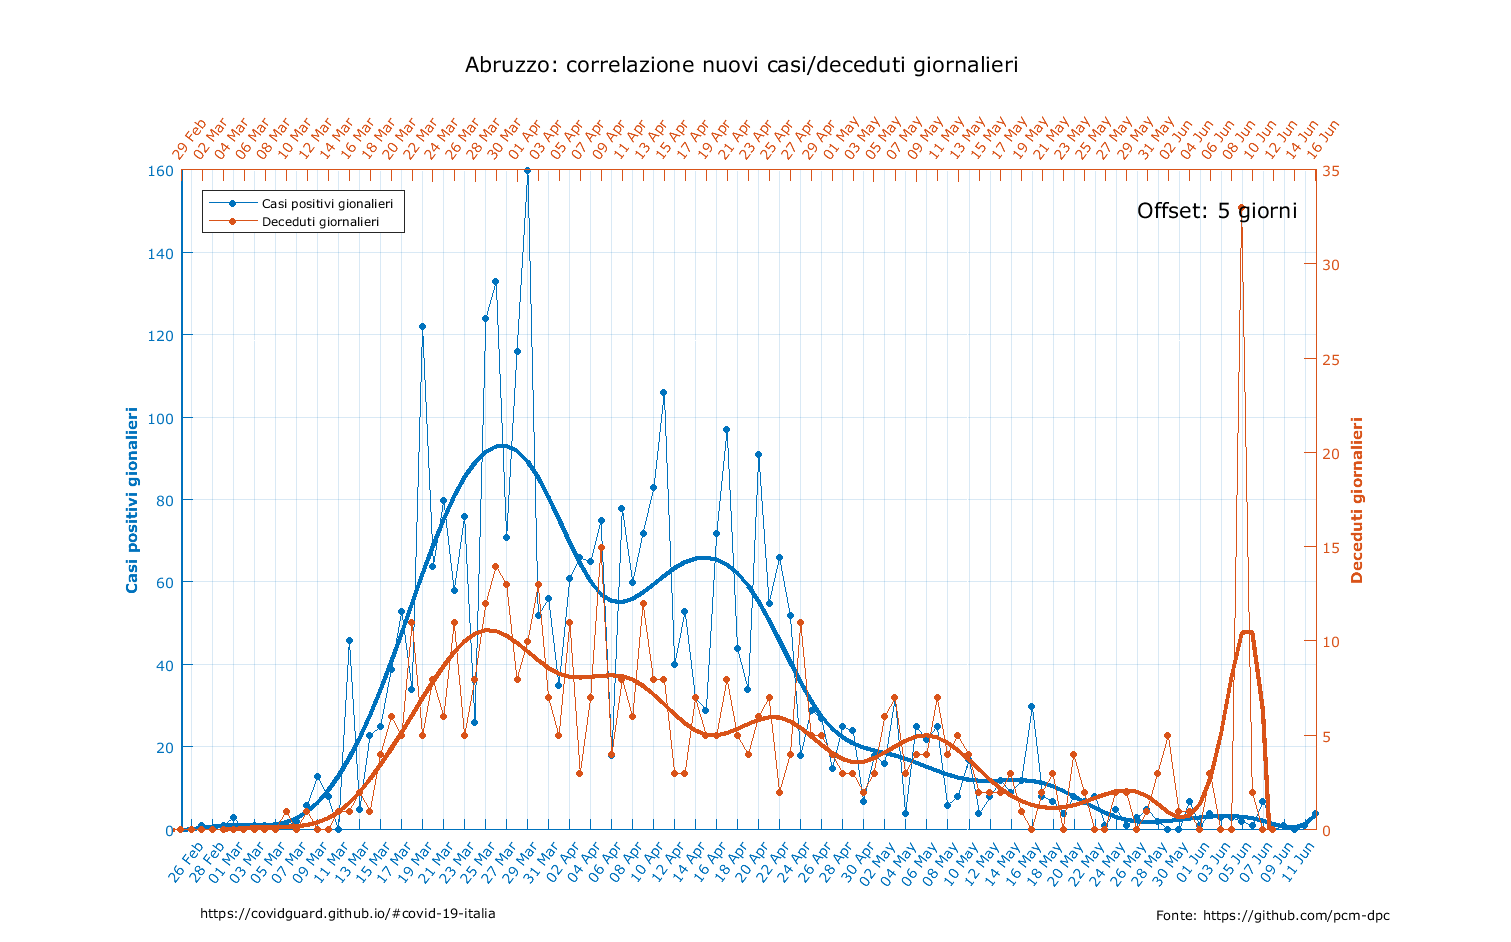 Abruzzo: correlazione nuovi casi/deceduti giornalieri
29 Feb
02 Mar
04 Mar
06 Mar
08 Mar
10 Mar
12 Mar
14 Mar
16 Mar
18 Mar
20 Mar
22 Mar
24 Mar
26 Mar
28 Mar
30 Mar
01 Apr
03 Apr
05 Apr
07 Apr
09 Apr
11 Apr
13 Apr
15 Apr
17 Apr
19 Apr
21 Apr
23 Apr
25 Apr
27 Apr
29 Apr
01 May
03 May
05 May
07 May
09 May
11 May
13 May
15 May
17 May
19 May
21 May
23 May
25 May
27 May
29 May
31 May
02 Jun
04 Jun
06 Jun
08 Jun
10 Jun
12 Jun
14 Jun
16 Jun
160
140
120
100
80
60
40
20
0
Casi positivi gionalieri
Casi positivi gionalieri
Deceduti giornalieri
Offset: 5 giorni
35
30
25
20
15
10
5
0
Deceduti giornalieri
26 Feb
28 Feb
01 Mar
03 Mar
05 Mar
07 Mar
09 Mar
11 Mar
13 Mar
15 Mar
17 Mar
19 Mar
21 Mar
23 Mar
25 Mar
27 Mar
29 Mar
31 Mar
02 Apr
04 Apr
06 Apr
08 Apr
10 Apr
12 Apr
14 Apr
16 Apr
18 Apr
20 Apr
22 Apr
24 Apr
26 Apr
28 Apr
30 Apr
02 May
04 May
06 May
08 May
10 May
12 May
14 May
16 May
18 May
20 May
22 May
24 May
26 May
28 May
30 May
01 Jun
03 Jun
05 Jun
07 Jun
09 Jun
11 Jun
https://covidguard.github.io/#covid-19-italia
Fonte: https://github.com/pcm-dpc